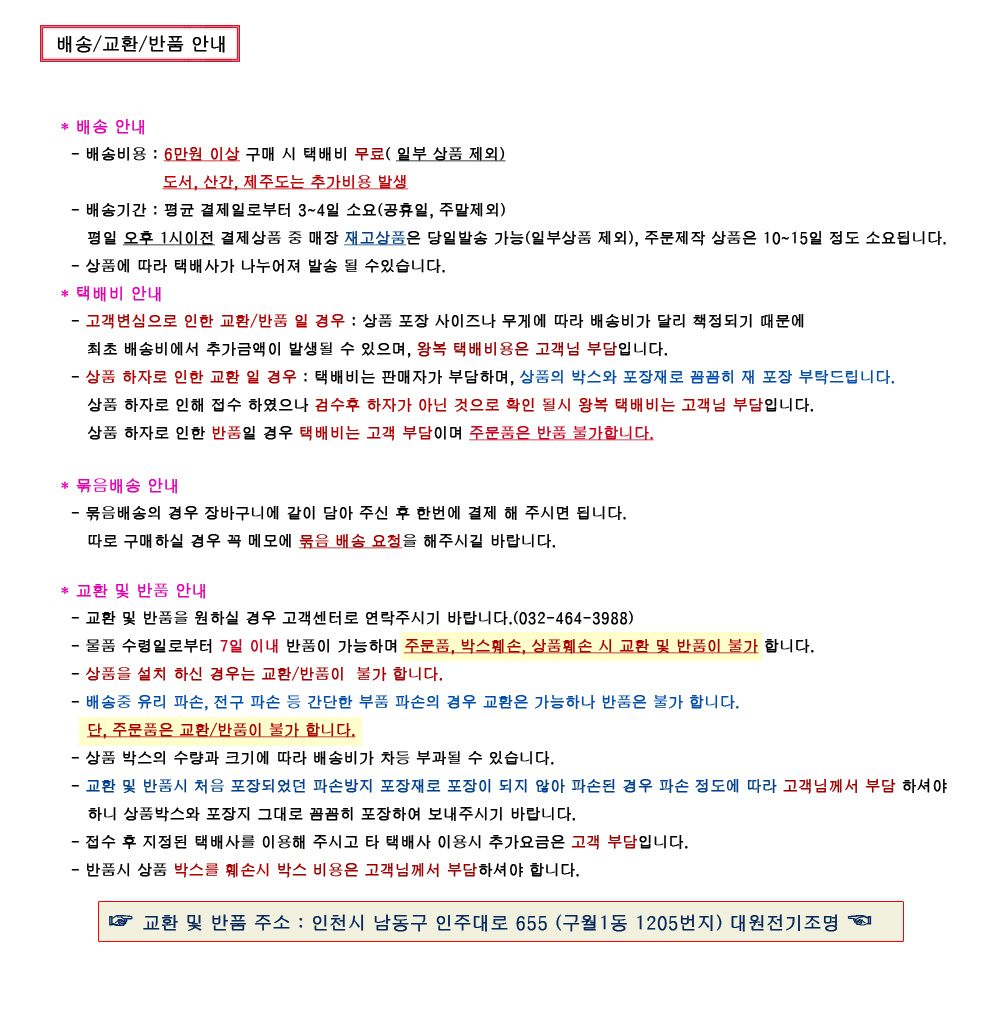 배송/교환/반품 안내
* 배송 안내
- 배송비용 : 6만원 이상 구매 시 택배비 무료( 일부 상품 제외)
도서, 산간, 제주도는 추가비용 발생
- 배송기간 : 평균 결제일로부터 3~4일 소요(공휴일, 주말제외)
평일 오후 1시이전 결제상품 중 매장 재고상품은 당일발송 가능(일부상품 제외), 주문제작 상품은 10~15일 정도 소요됩니다.
- 상품에 따라 택배사가 나누어져 발송 될 수있습니다.
* 택배비 안내
- 고객변심으로 인한 교환/반품 일 경우 : 상품 포장 사이즈나 무게에 따라 배송비가 달리 책정되기 때문에
최초 배송비에서 추가금액이 발생될 수 있으며, 왕복 택배비용은 고객님 부담입니다.
- 상품 하자로 인한 교환 일 경우 : 택배비는 판매자가 부담하며, 상품의 박스와 포장재로 꼼꼼히 재 포장 부탁드립니다.
상품 하자로 인해 접수 하였으나 검수후 하자가 아닌 것으로 확인 될시 왕복 택배비는 고객님 부담입니다.
상품 하자로 인한 반품일 경우 택배비는 고객 부담이며 주문품은 반품 불가합니다.
* 묶음배송 안내
- 묶음배송의 경우 장바구니에 같이 담아 주신 후 한번에 결제 해 주시면 됩니다.
따로 구매하실 경우 꼭 메모에 묶음 배송 요청을 해주시길 바랍니다.
* 교환 및 반품 안내
- 교환 및 반품을 원하실 경우 고객센터로 연락주시기 바랍니다.(032-464-3988)
- 물품 수령일로부터 7일 이내 반품이 가능하며 주문품, 박스훼손, 상품훼손 시 교환 및 반품이 불가 합니다.
- 상품을 설치 하신 경우는 교환/반품이 불가 합니다.
- 배송중 유리 파손, 전구 파손 등 간단한 부품 파손의 경우 교환은 가능하나 반품은 불가 합니다.
단, 주문품은 교환/반품이 불가 합니다.
- 상품 박스의 수량과 크기에 따라 배송비가 차등 부과될 수 있습니다.
- 교환 및 반품시 처음 포장되었던 파손방지 포장재로 포장이 되지 않아 파손된 경우 파손 정도에 따라 고객님께서 부담 하셔야
하니 상품박스와 포장지 그대로 꼼꼼히 포장하여 보내주시기 바랍니다.
- 접수 후 지정된 택배사를 이용해 주시고 타 택배사 이용시 추가요금은 고객 부담입니다.
- 반품시 상품 박스를 훼손시 박스 비용은 고객님께서 부담하셔야 합니다.
☞ 교환 및 반품 주소 : 인천시 남동구 인주대로 655 (구월1동 1205번지) 대원전기조명 ☜